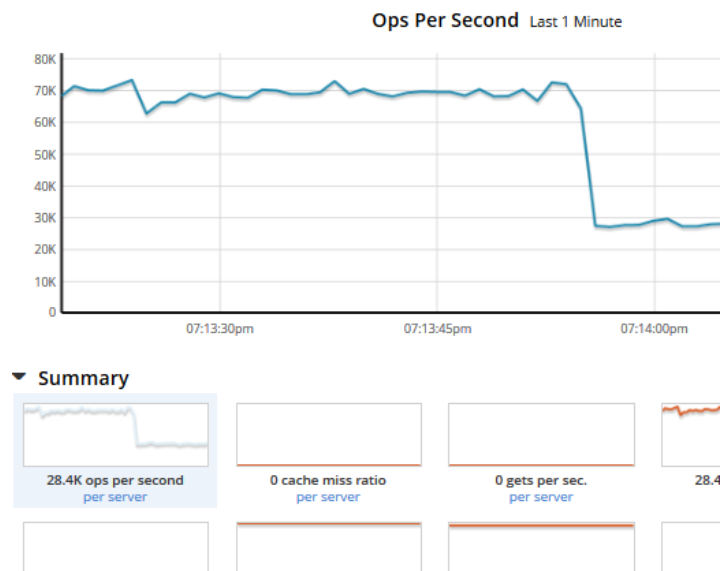 Ops Per Second Last 1 Minute
80K
70K
60K
50K
40K
30K
20K
10K
0
07:13:30pm 07:13:45pm 07:14:00pm
Summary
28.4K ops per second 0 cache miss ratio 0 gets per sec. 28.4
per server per server per server